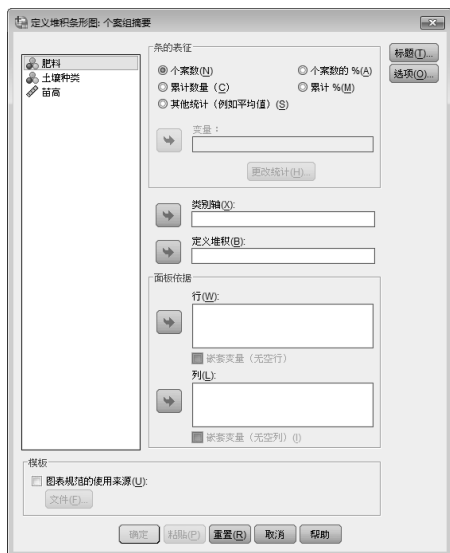 定义堆积条形图: 个案组摘要
肥料
土壤种类
苗高
条的表征
个案数(N)
个案数的 %(A)
累计数量 (C)
累计 %(M)
其他统计 (例如平均值) (S)
变量：
更改统计(H)...
类别轴(X):
定义堆积(B):
面板依据
行(W):
嵌套变量 (无空行)
列(L):
嵌套变量 (无空列) (I)
模板
图表规范的使用来源(U):
文件(F)...
标题(T)...
选项(O)...
确定
粘贴(P)
重置(R)
取消
帮助